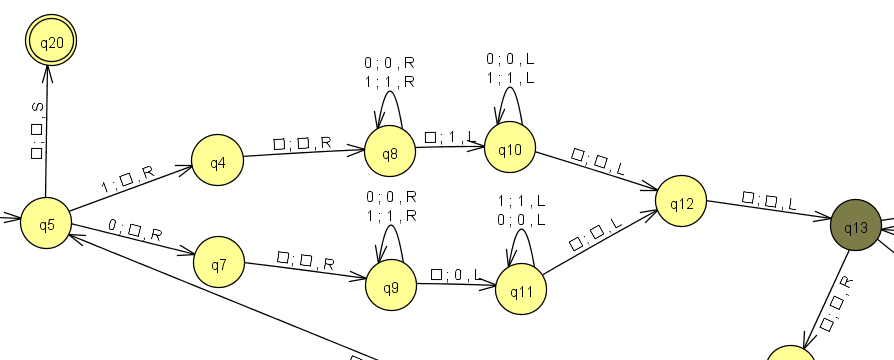 q20
□;□,S
0;0,R
1;1,R
0;0,L
1;1,L
q4
□;□,R
q8
□;1,L
q10
□;□,L
1;□,R
q5
q12
□;□,L
q13
0;□,R
q7
□;□,R
0;0,R
1;1,R
q9
□;0,L
1;1,L
0;0,L
q11
□;□,L
□;□,R